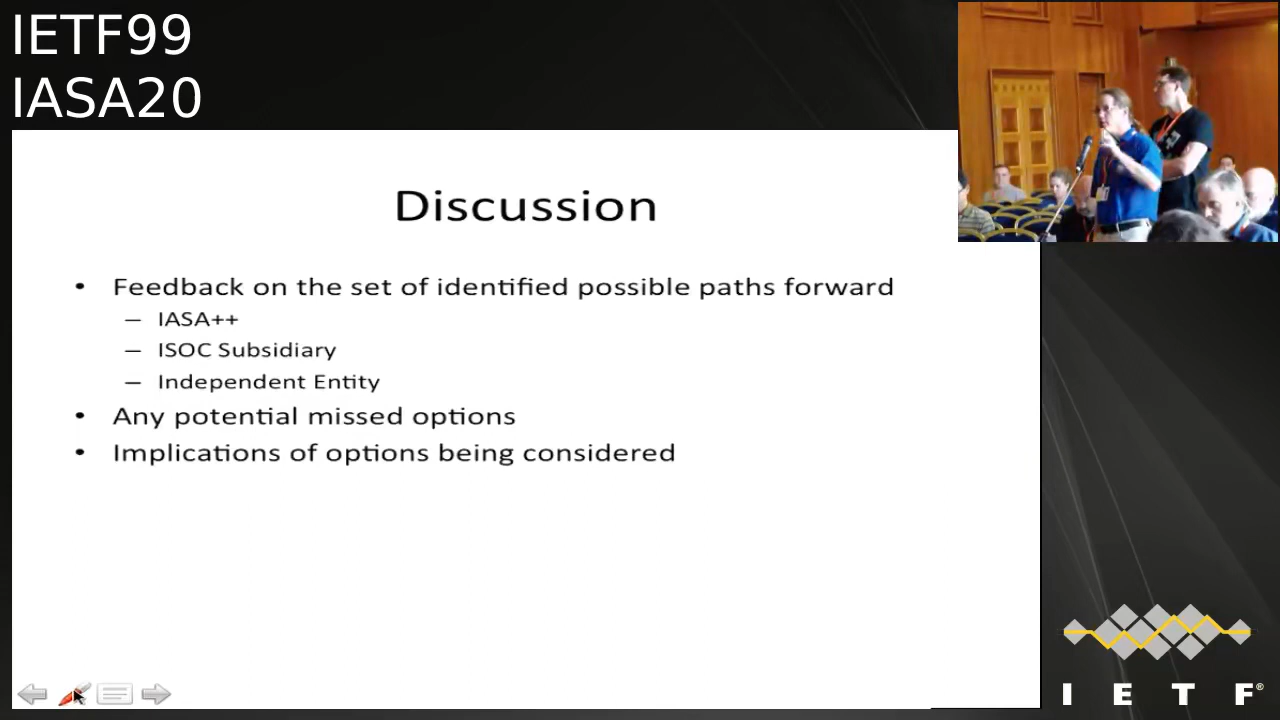 IETF99
IASA20
Discussion
• Feedback on the set of identified possible paths forward
– IASA++
– ISOC Subsidiary
– Independent Entity
• Any potential missed options
• Implications of options being considered
I E T F®